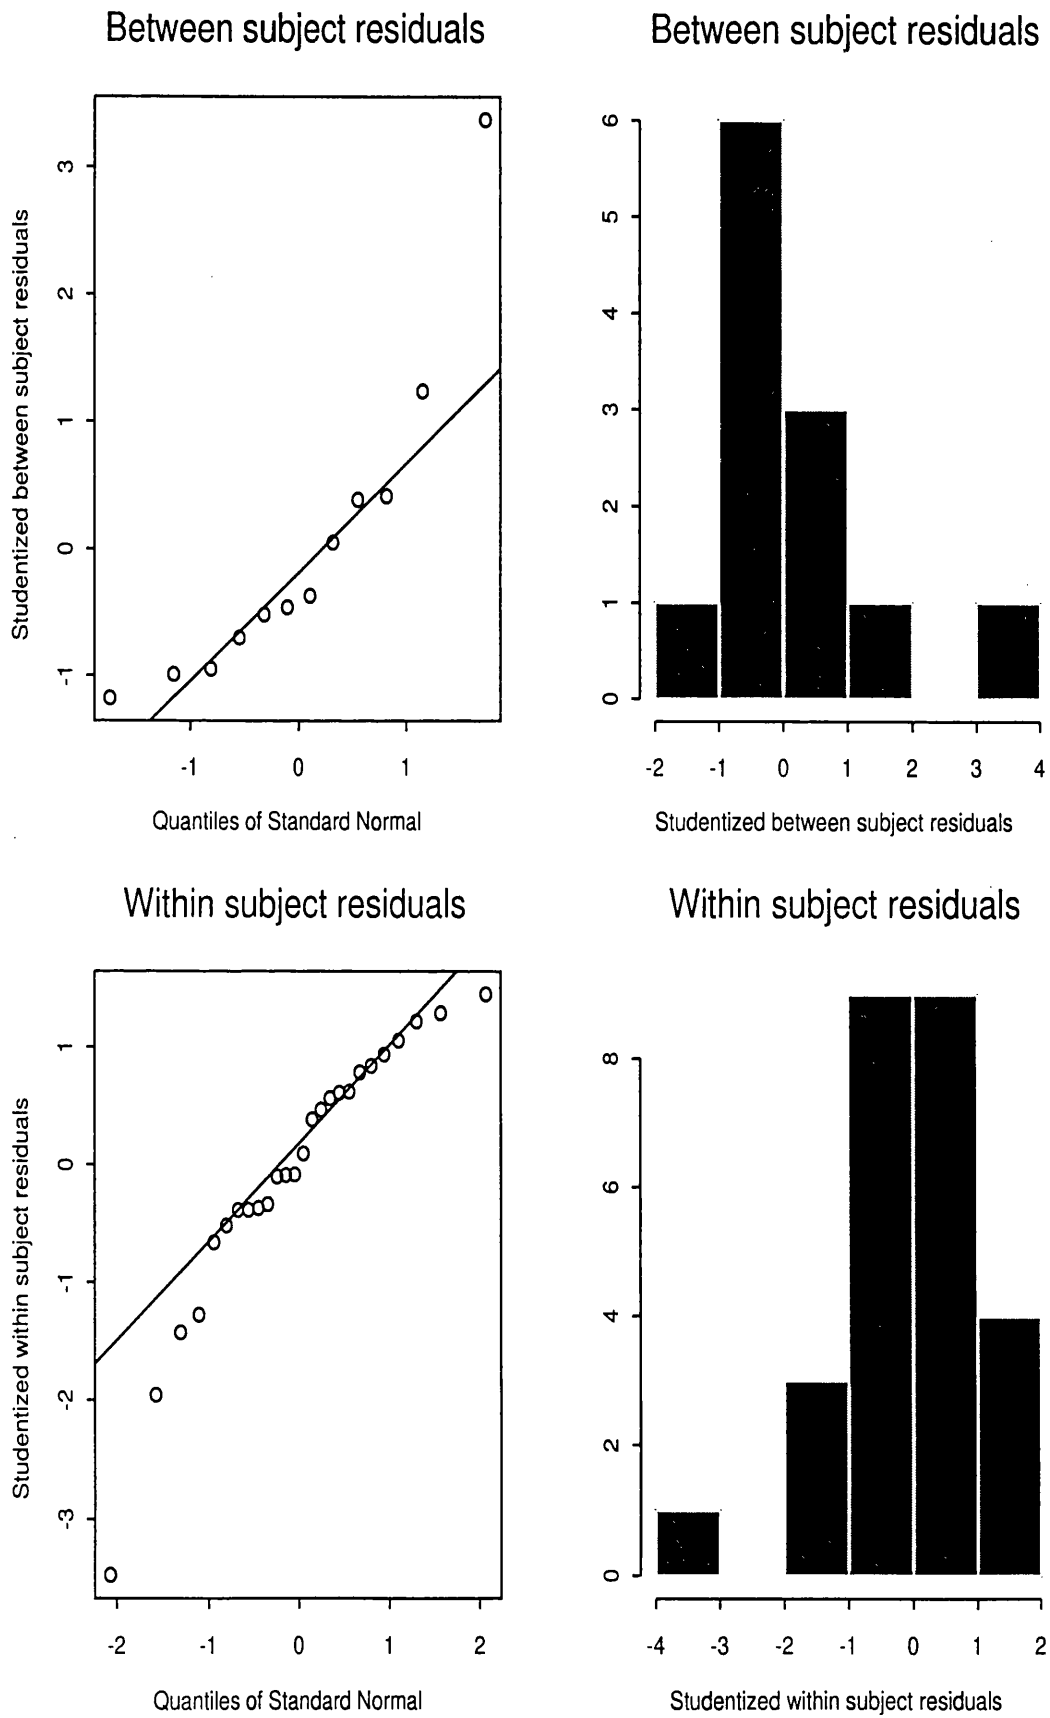 Between subject residuals
Studentized between subject residuals
3
2
1
0
-1
-1 0 1
Quantiles of Standard Normal
Between subject residuals
6
5
4
3
2
1
0
-2 -1 0 1 2 3 4
Studentized between subject residuals
Within subject residuals
Studentized within subject residuals
1
0
-1
-2
-3
-2 -1 0 1 2
Quantiles of Standard Normal
Within subject residuals
8
6
4
2
0
-4 -3 -2 -1 0 1 2
Studentized within subject residuals